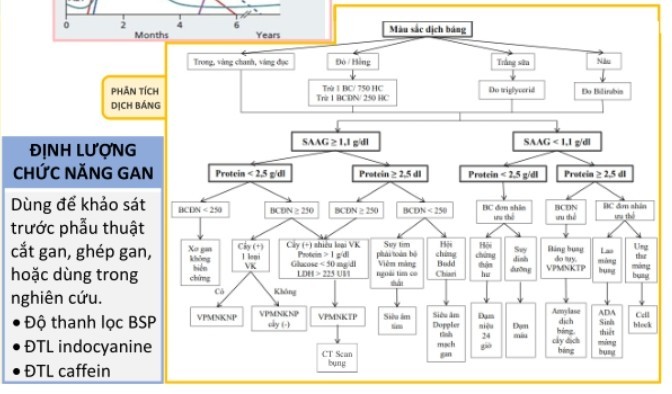 0 2 4 6
Months Years
PHÂN TÍCH
DỊCH BÁNG
ĐỊNH LƯỢNG
CHỨC NĂNG GAN
Dùng để khảo sát
trước phẫu thuật
cắt gan, ghép gan,
hoặc dùng trong
nghiên cứu.
• Độ thanh lọc BSP
• ĐTL indocyanine
• ĐTL caffein
Màu sắc dịch báng
Trong, vàng chanh, vàng đục
Đỏ / Hồng
Trắng sữa
Nâu
Trừ 1 BC/ 750 HC
Trừ 1 BCĐN/ 250 HC
Do triglycerid
Do Bilirubin
SAAG ≥ 1,1 g/dl
SAAG < 1,1 g/dl
Protein < 2,5 g/dl
Protein ≥ 2,5 dl
Protein < 2,5 g/dl
Protein ≥ 2,5 dl
BCĐN < 250
BCĐN ≥ 250
BCĐN ≥ 250
BCĐN < 250
BC đơn nhân
ưu thế
BCĐN
ưu thế
BC đơn nhân
ưu thế
Xơ gan
không
biến
chứng
Cấy (+)
1 loại
VK
Cấy (+) nhiều loại VK
Protein > 1 g/dl
Glucose < 50 mg/dl
LDH > 225 UI/l
Suy tim
phải/toàn bộ
Viêm màng
ngoài tim co
thắt
Hội
chứng
Budd
Chiari
Hội
chứng
thận
hư
Suy
dinh
dưỡng
Báng bụng
do tụy,
VPMNKTP
Lao
màng
bụng
Ung
thư
màng
bụng
Có
Không
VPMNKNP
VPMNKNP
cấy (-)
VPMNKTP
Siêu âm
tim
Siêu âm
Doppler
tĩnh
mạch
gan
Đạm
niệu
24
giờ
Đạm
máu
Amylase
dịch
báng,
cấy dịch
báng
ADA
Sinh
thiết
màng
bụng
Cell
block
CT Scan
bụng